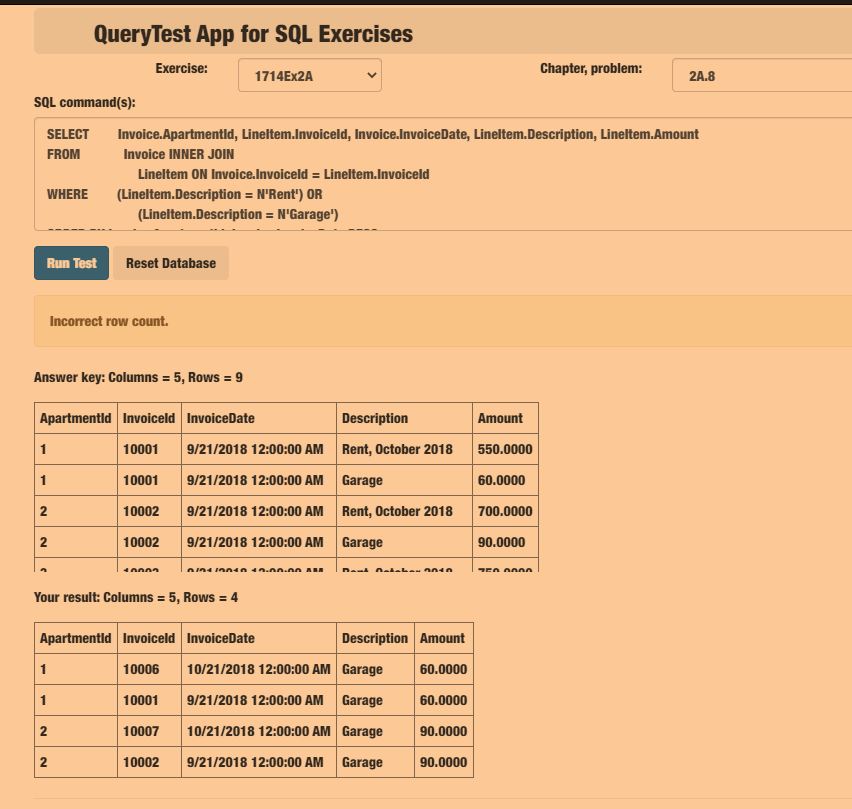 QueryTest App for SQL Exercises
Exercise: 1714Ex2A Chapter, problem: 2A.8
SQL command(s):
SELECT Invoice.ApartmentId, LineItem.InvoiceId, Invoice.InvoiceDate, LineItem.Description, LineItem.Amount
FROM Invoice INNER JOIN
LineItem ON Invoice.InvoiceId = LineItem.InvoiceId
WHERE (LineItem.Description = N'Rent') OR
(LineItem.Description = N'Garage')
Run Test Reset Database
Incorrect row count.
Answer key: Columns = 5, Rows = 9
ApartmentId InvoiceId InvoiceDate Description Amount
1 10001 9/21/2018 12:00:00 AM Rent, October 2018 550.0000
1 10001 9/21/2018 12:00:00 AM Garage 60.0000
2 10002 9/21/2018 12:00:00 AM Rent, October 2018 700.0000
2 10002 9/21/2018 12:00:00 AM Garage 90.0000
Your result: Columns = 5, Rows = 4
ApartmentId InvoiceId InvoiceDate Description Amount
1 10006 10/21/2018 12:00:00 AM Garage 60.0000
1 10001 9/21/2018 12:00:00 AM Garage 60.0000
2 10007 10/21/2018 12:00:00 AM Garage 90.0000
2 10002 9/21/2018 12:00:00 AM Garage 90.0000